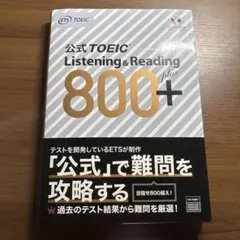 ETS TOEIC
公式 TOEIC
Listening & Reading
800+
plus
テストを開発しているETSが制作
「公式」で難問を
攻略する
目指せ800超え!
過去のテスト結果から難問を厳選!